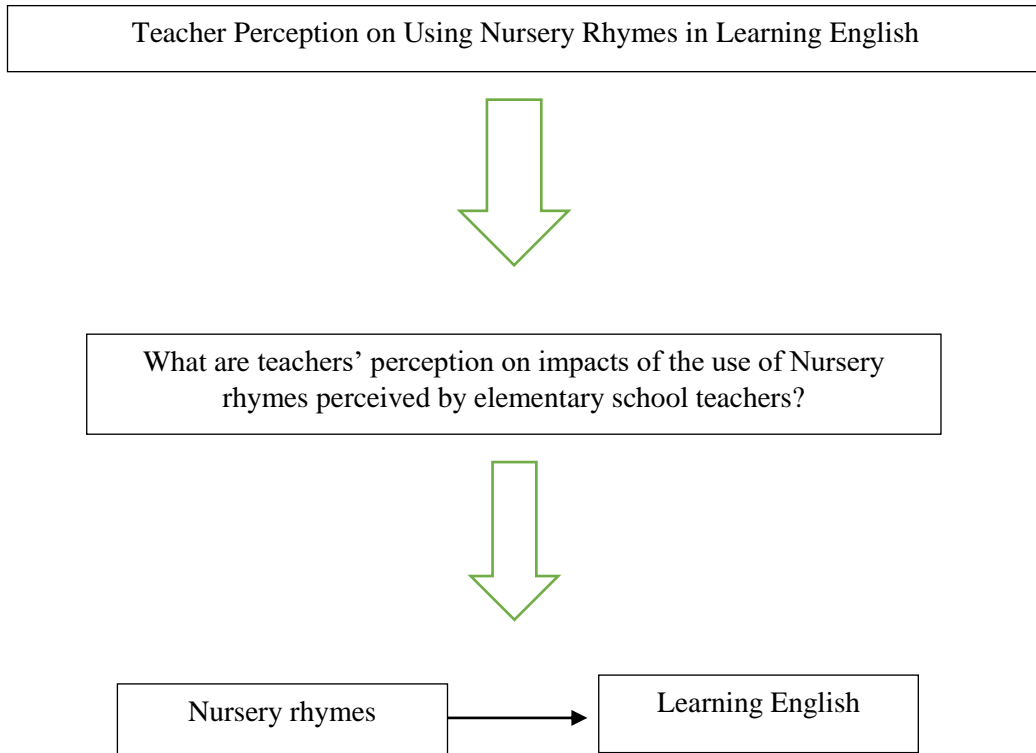 Teacher Perception on Using Nursery Rhymes in Learning English
What are teachers’ perception on impacts of the use of Nursery
rhymes perceived by elementary school teachers?
Nursery rhymes
Learning English